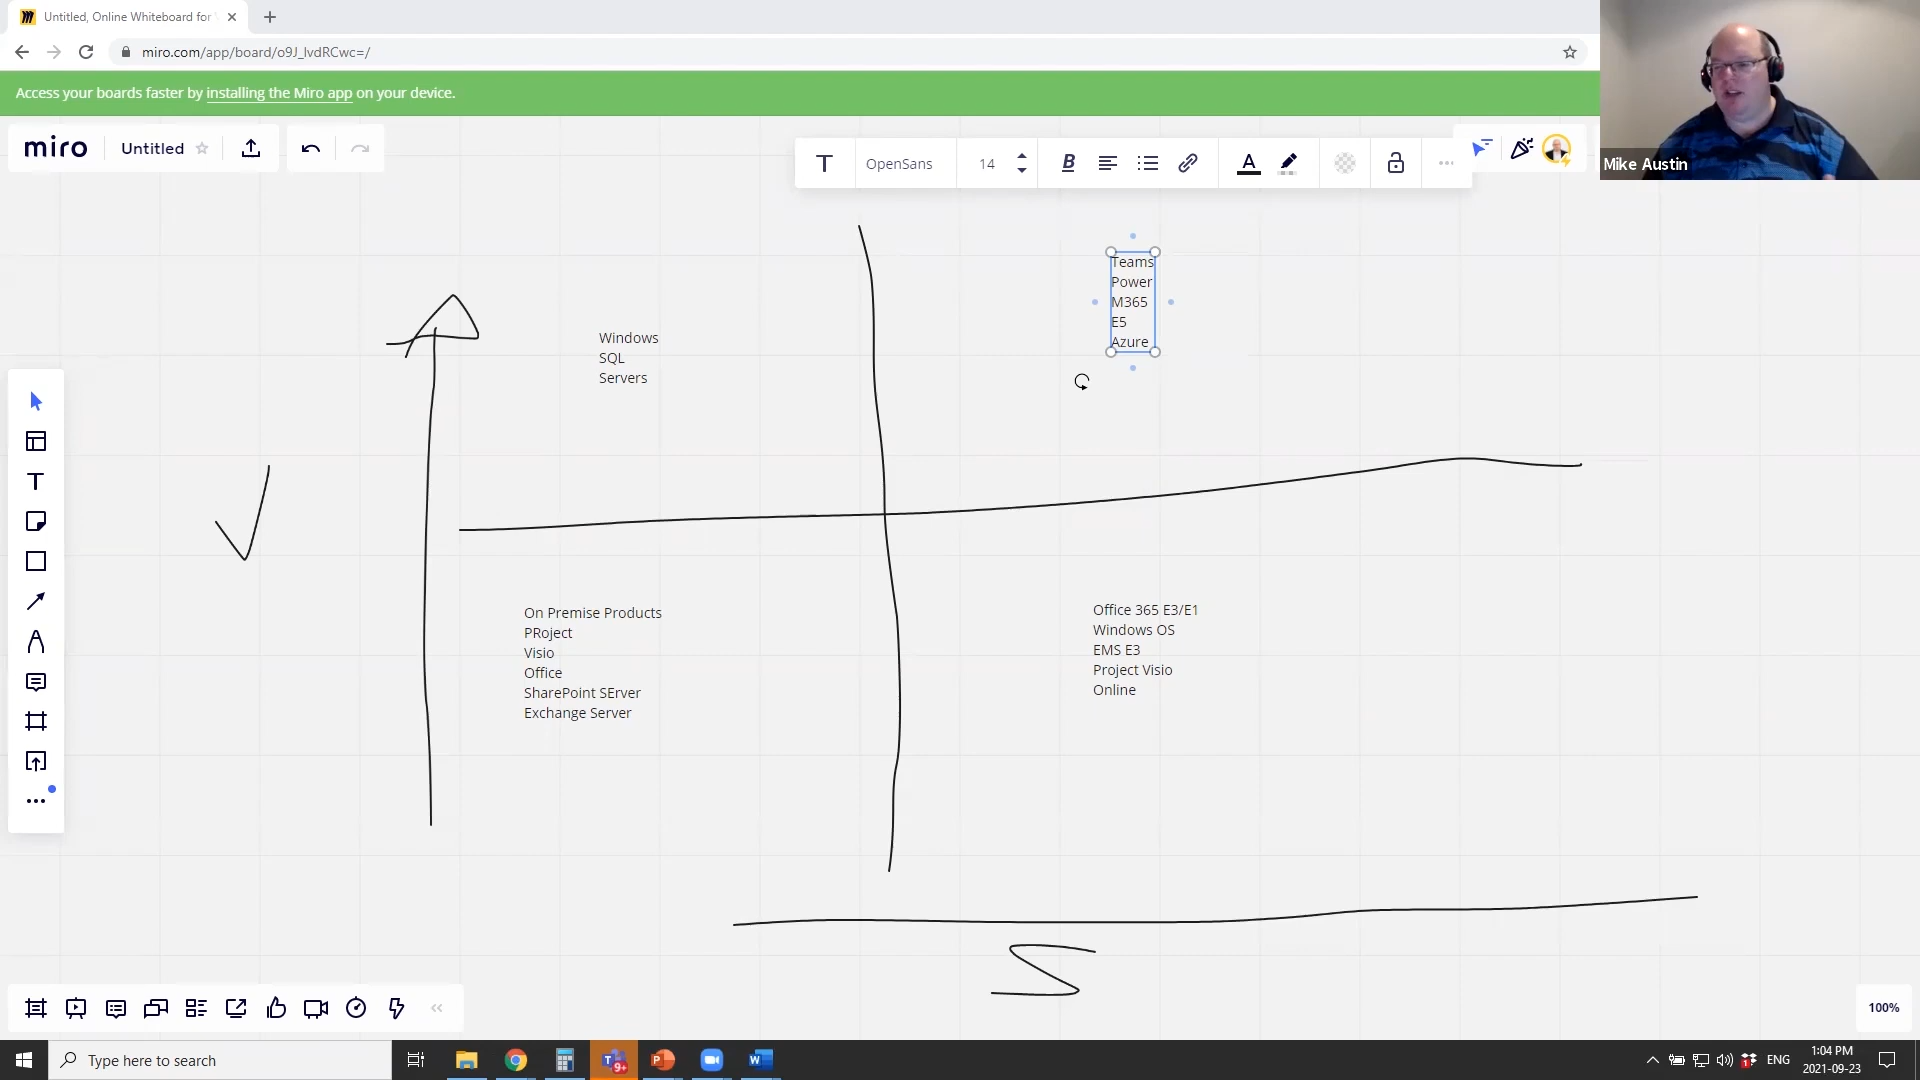 Untitled, Online Whiteboard for
miro.com/app/board/o9J_lvdRCwc=/
Access your boards faster by installing the Miro app on your device.
miro
Untitled
T
OpenSans
14
B
A
Mike Austin
Teams
Power
M365
E5
Azure
Windows
SQL
Servers
V
On Premise Products
PRoject
Visio
Office
SharePoint SErver
Exchange Server
Office 365 E3/E1
Windows OS
EMS E3
Project Visio
Online
S
100%
Type here to search
9+
ENG
1:04 PM
2021-09-23